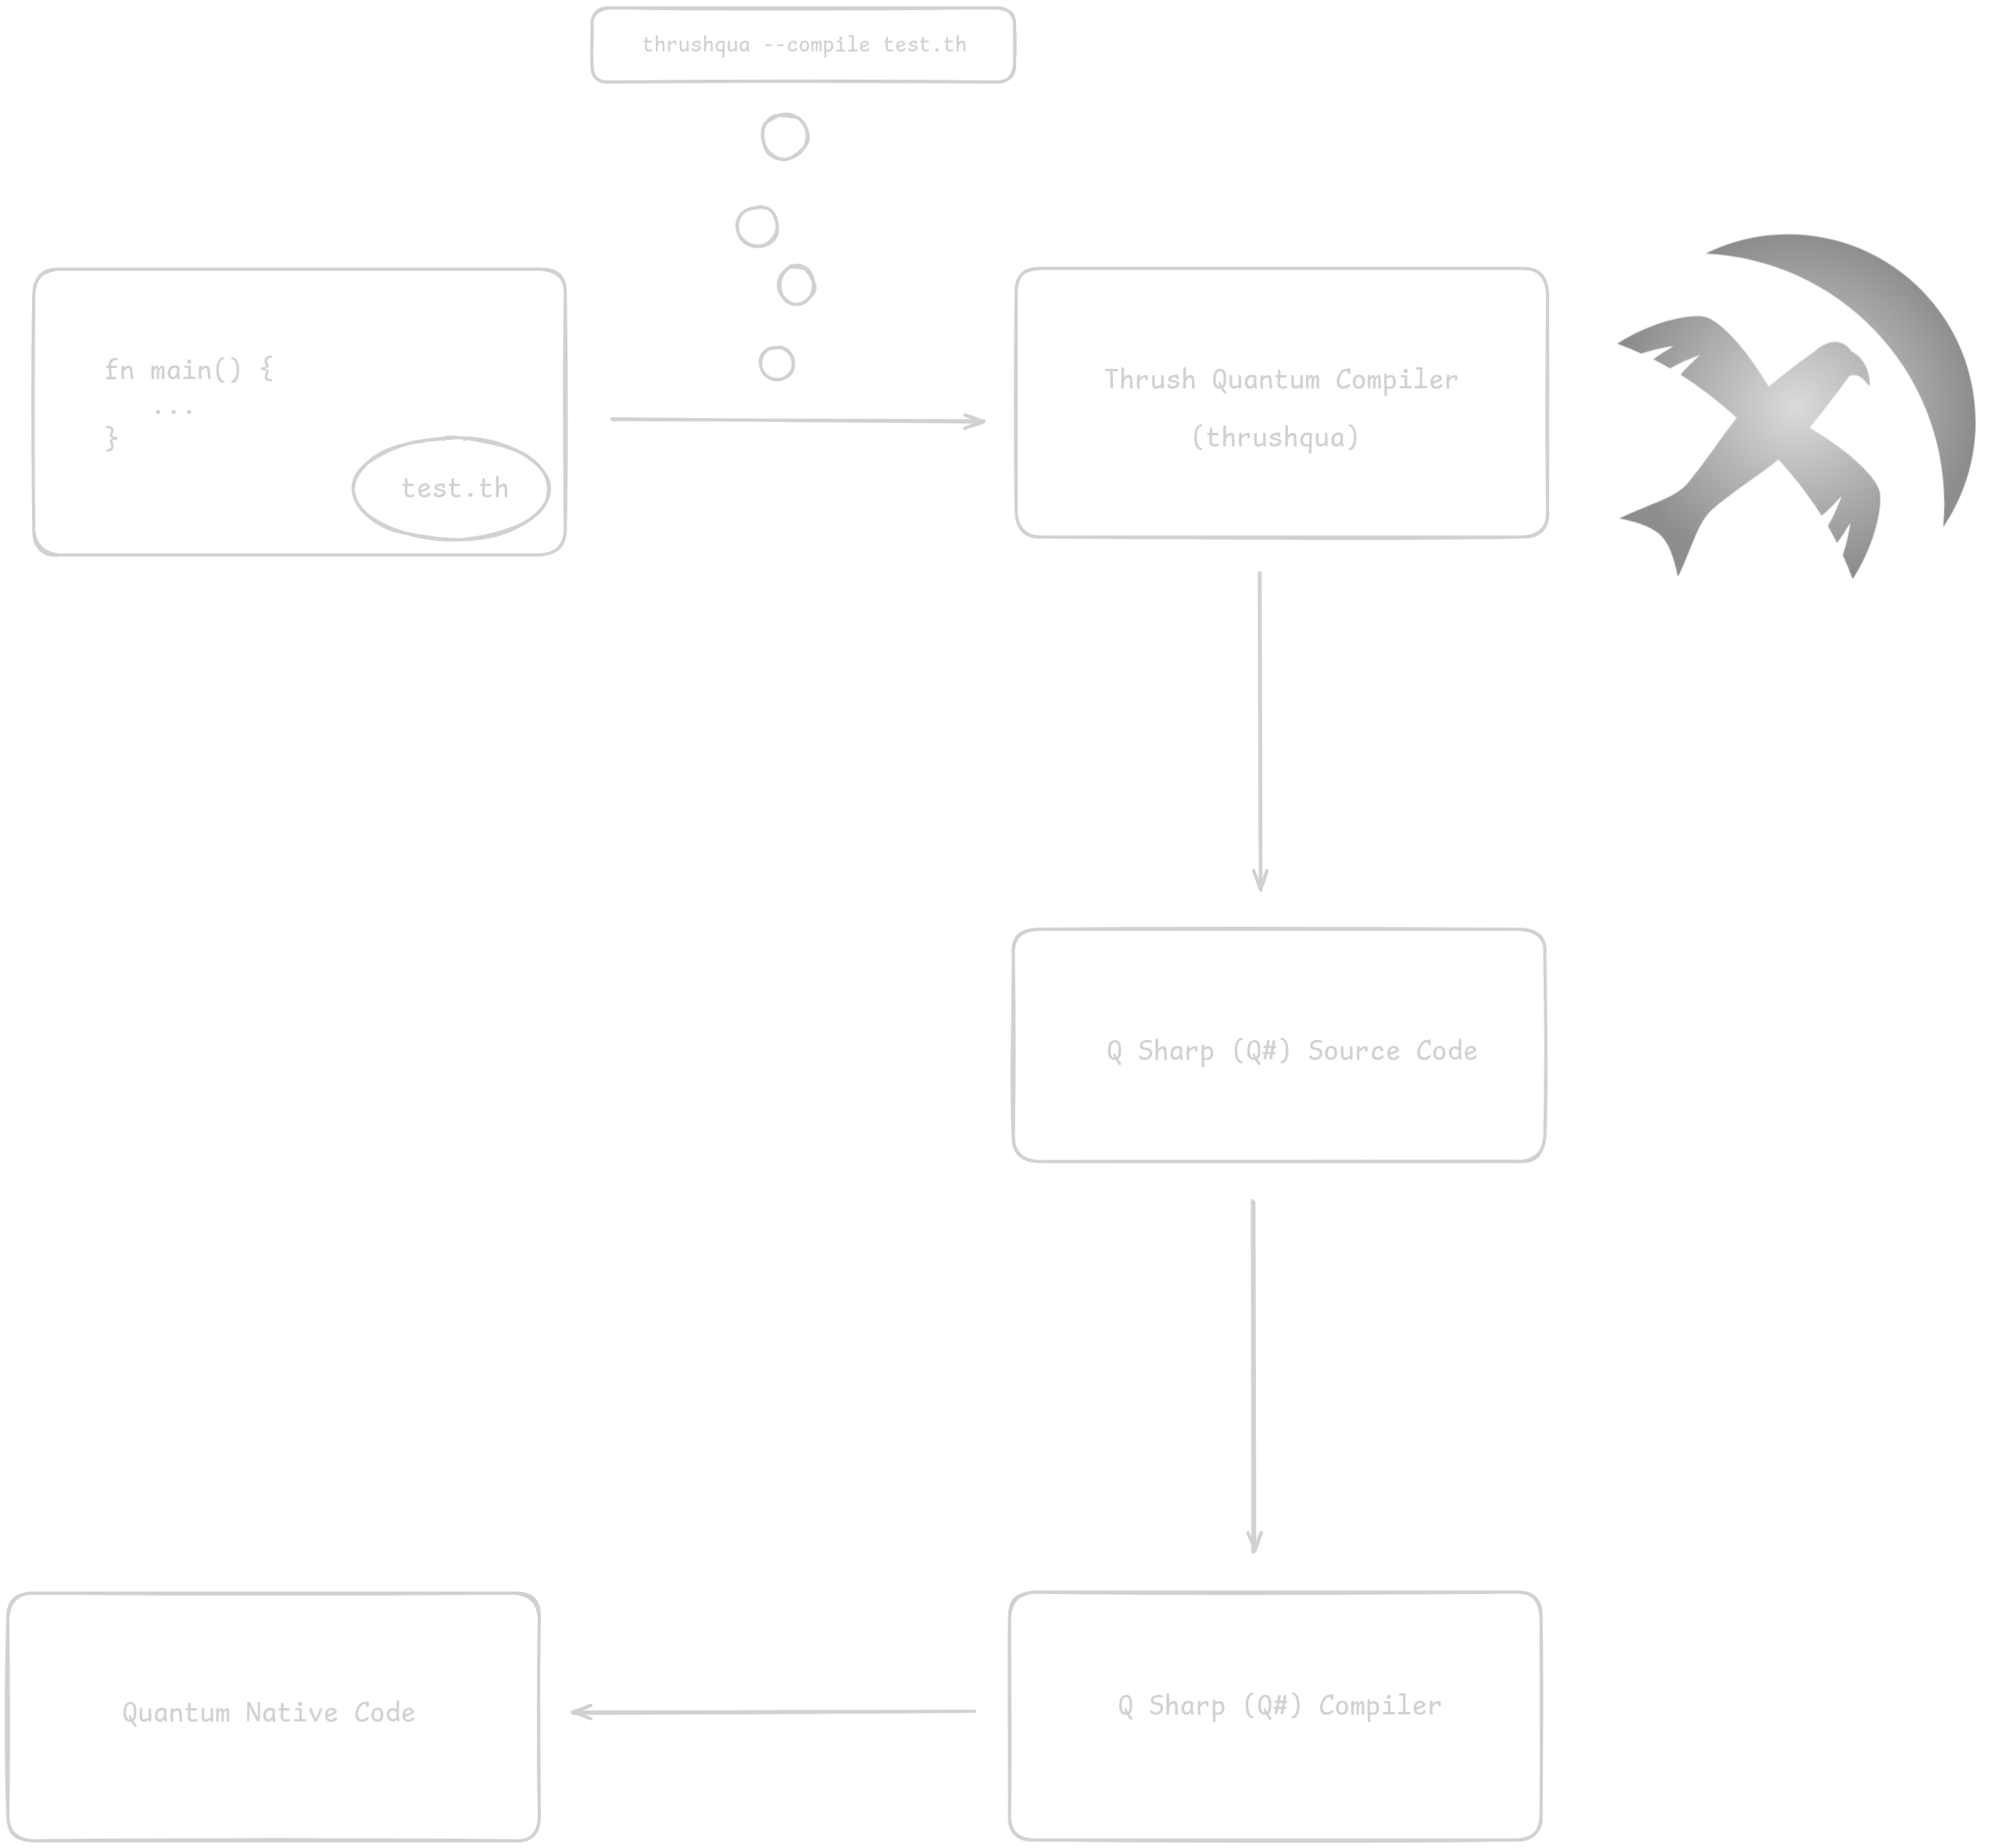 thrushqua --compile test.th
fn main() {
...
}
test.th
Thrush Quantum Compiler
(thrushqua)
Q Sharp (Q#) Source Code
Q Sharp (Q#) Compiler
Quantum Native Code